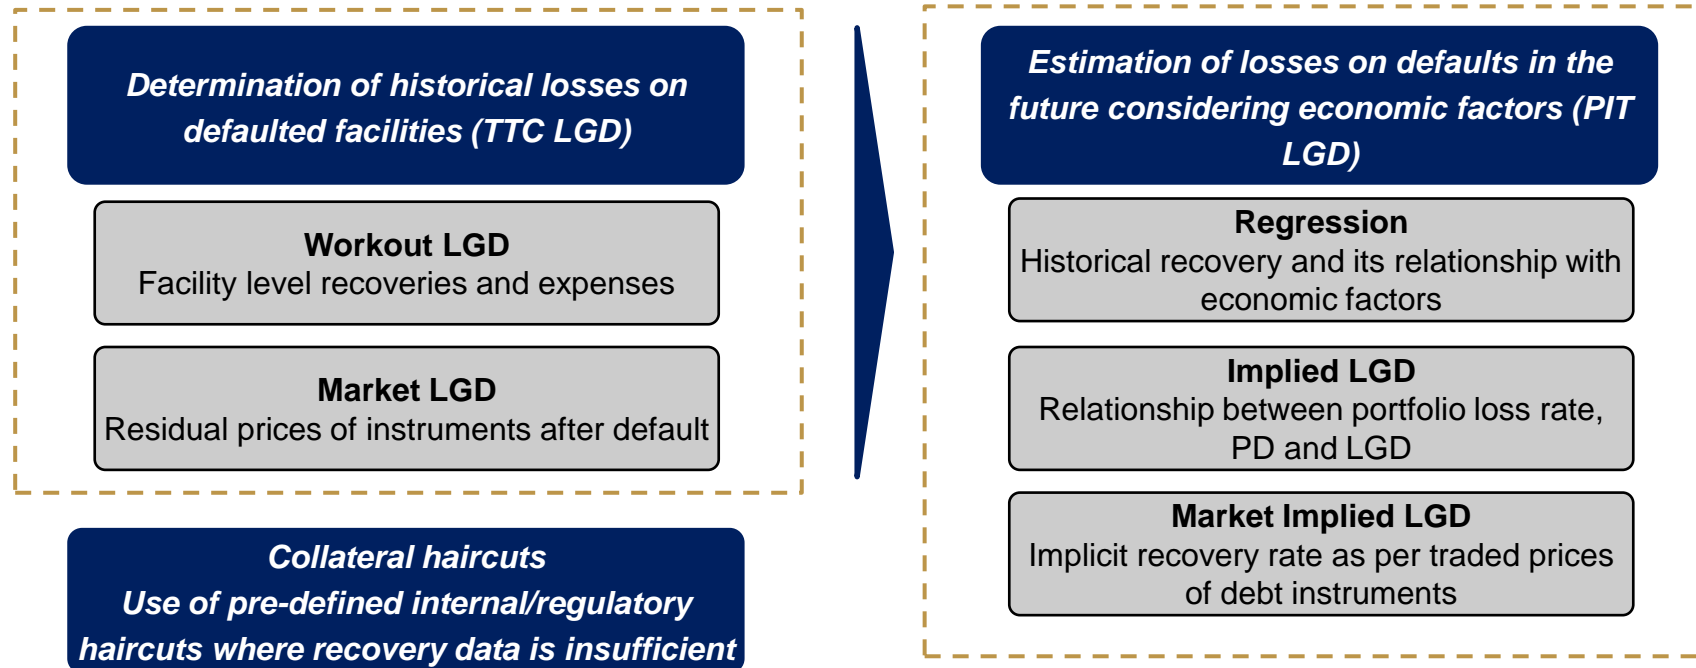 Determination of historical losses on
defaulted facilities (TTC LGD)
Workout LGD
Facility level recoveries and expenses
Market LGD
Residual prices of instruments after default
Collateral haircuts
Use of pre-defined internal/regulatory
haircuts where recovery data is insufficient
Estimation of losses on defaults in the
future considering economic factors (PIT
LGD)
Regression
Historical recovery and its relationship with
economic factors
Implied LGD
Relationship between portfolio loss rate,
PD and LGD
Market Implied LGD
Implicit recovery rate as per traded prices
of debt instruments